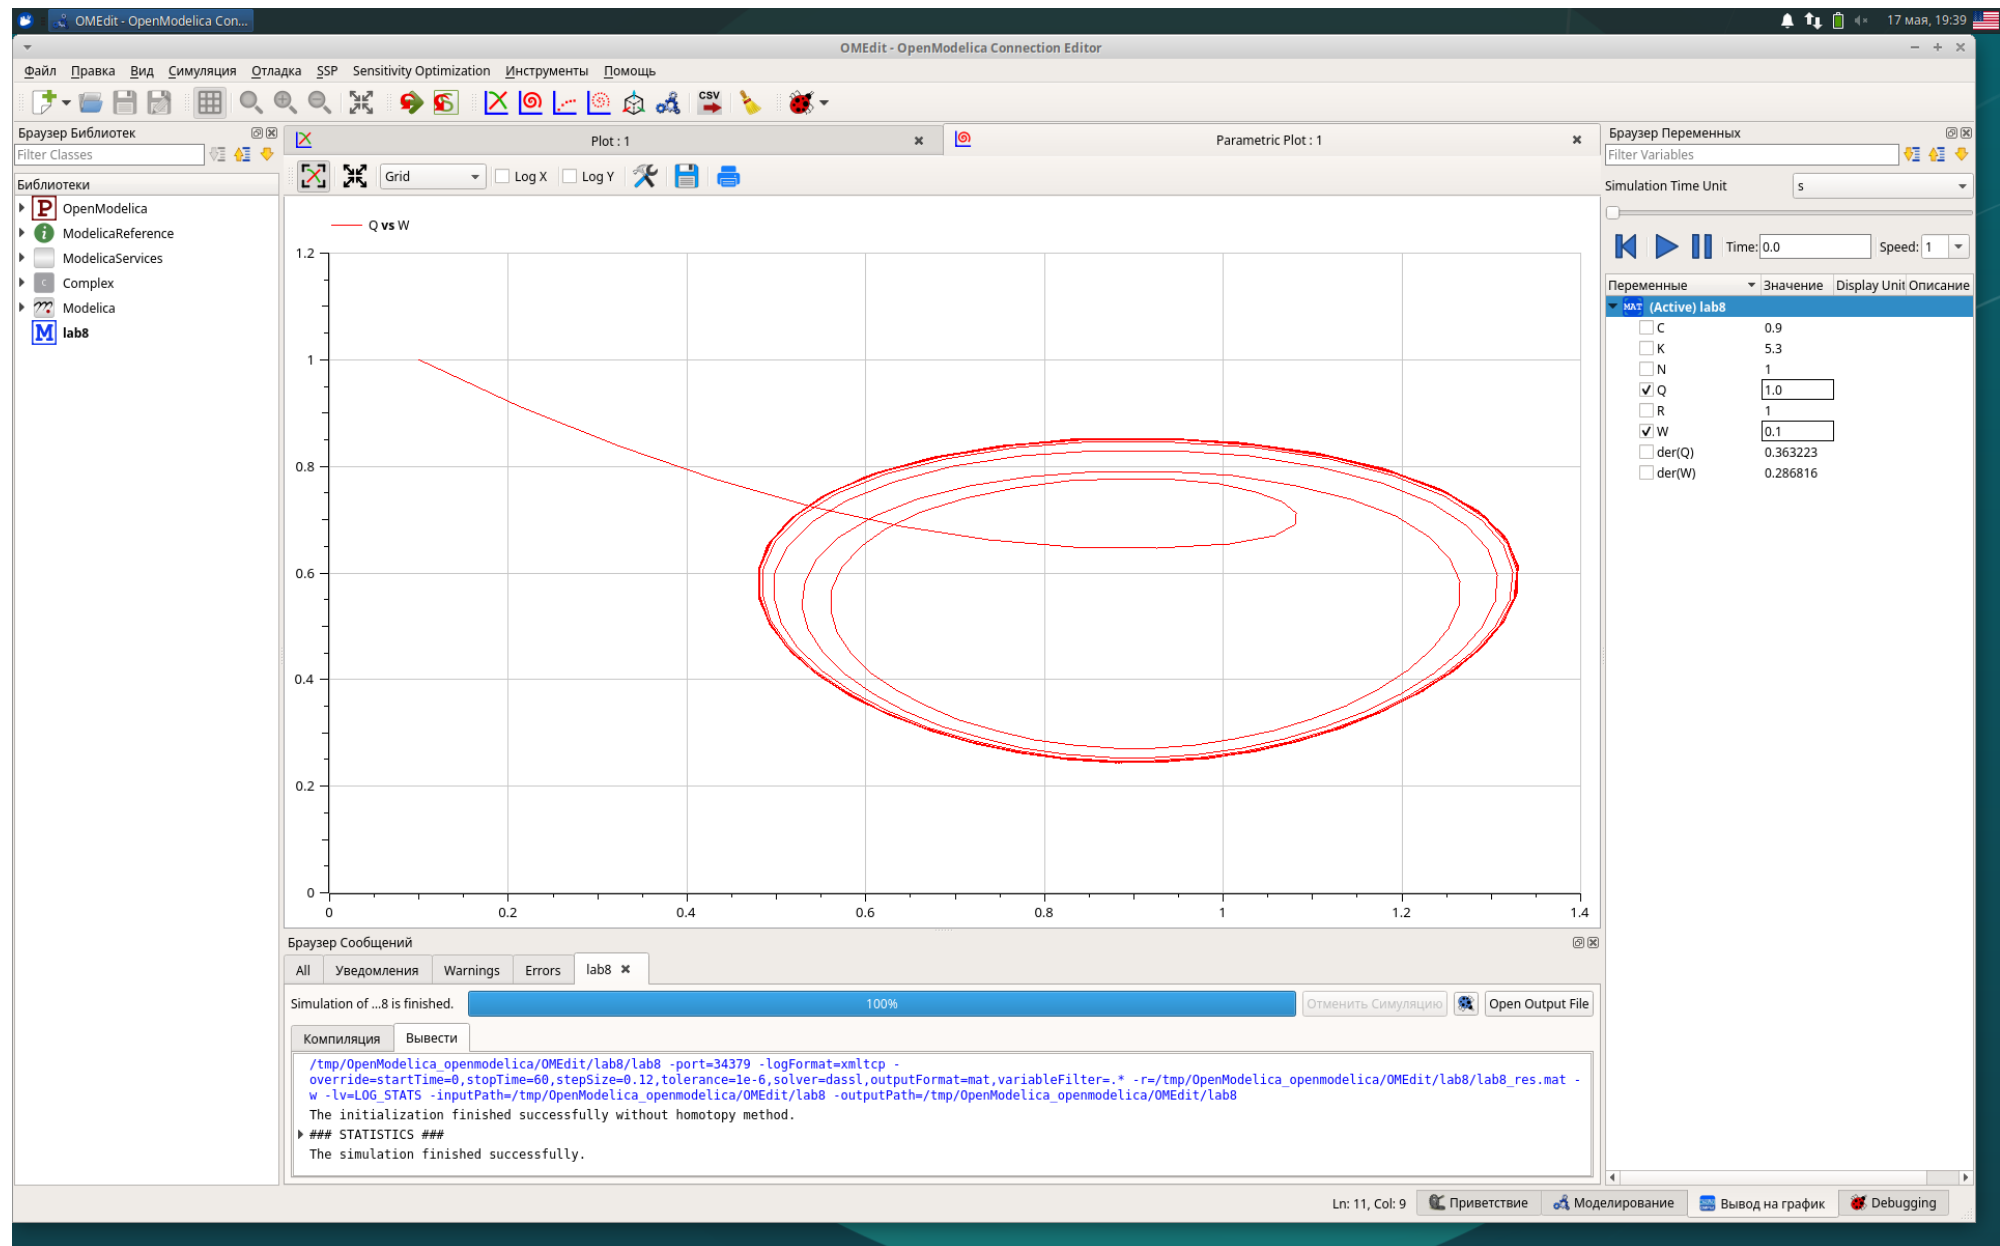 OMEdit - OpenModelica Con...
17 мая, 19:39
OMEdit - OpenModelica Connection Editor
Файл Правка Вид Симуляция Отладка SSP Sensitivity Optimization Инструменты Помощь
CSV
Браузер Библиотек
Filter Classes
Библиотеки
P OpenModelica
i ModelicaReference
ModelicaServices
C Complex
Modelica
M lab8
Plot : 1
Parametric Plot : 1
Grid
Log X
Log Y
Q vs W
1.2
1
0.8
0.6
0.4
0.2
0
0 0.2 0.4 0.6 0.8 1 1.2 1.4
Браузер Сообщений
All Уведомления Warnings Errors lab8
Simulation of ...8 is finished.
100%
Отменить Симуляцию
Open Output File
Компиляция Вывести
/tmp/OpenModelica_openmodelica/OMEdit/lab8/lab8 -port=34379 -logFormat=xmltcp -
override=startTime=0,stopTime=60,stepSize=0.12,tolerance=1e-6,solver=dassl,outputFormat=mat,variableFilter=.* -r=/tmp/OpenModelica_openmodelica/OMEdit/lab8/lab8_res.mat -
w -lv=LOG_STATS -inputPath=/tmp/OpenModelica_openmodelica/OMEdit/lab8 -outputPath=/tmp/OpenModelica_openmodelica/OMEdit/lab8
The initialization finished successfully without homotopy method.
### STATISTICS ###
The simulation finished successfully.
Браузер Переменных
Filter Variables
Simulation Time Unit s
Time: 0.0 Speed: 1
Переменные Значение Display Unit Описание
MAT (Active) lab8
C 0.9
K 5.3
N 1
Q 1.0
R 1
W 0.1
der(Q) 0.363223
der(W) 0.286816
Ln: 11, Col: 9 Приветствие Моделирование Вывод на график Debugging